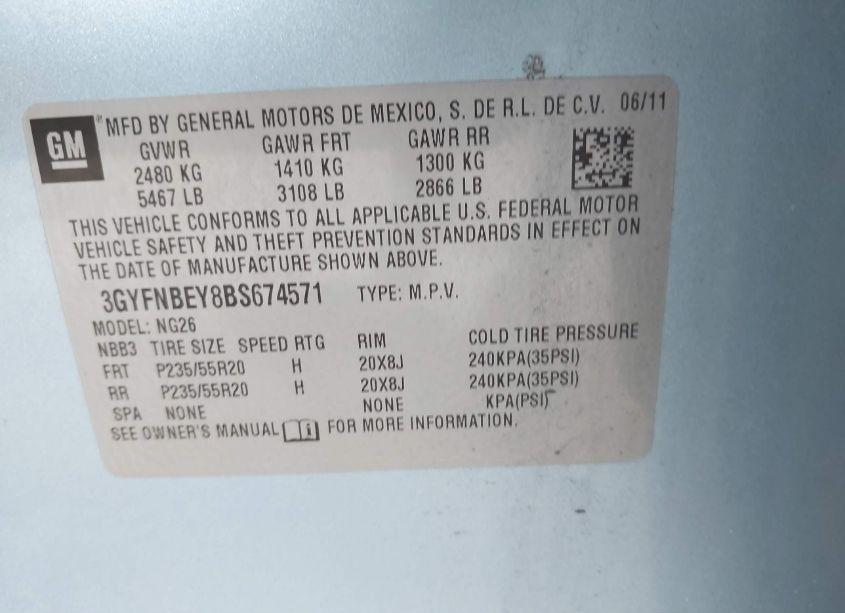 GM
® MFD BY GENERAL MOTORS DE MEXICO, S. DE R.L. DE C.V. 06/11
GVWR GAWR FRT GAWR RR
2480 KG 1410 KG 1300 KG
5467 LB 3108 LB 2866 LB
THIS VEHICLE CONFORMS TO ALL APPLICABLE U.S. FEDERAL MOTOR
VEHICLE SAFETY AND THEFT PREVENTION STANDARDS IN EFFECT ON
THE DATE OF MANUFACTURE SHOWN ABOVE.
3GYFNBEY8BS674571 TYPE: M.P.V.
MODEL: NG26
NBB3 TIRE SIZE SPEED RTG RIM COLD TIRE PRESSURE
FRT P235/55R20 H 20X8J 240KPA(35PSI)
RR P235/55R20 H 20X8J 240KPA(35PSI)
SPA NONE NONE KPA(PSI)
SEE OWNER'S MANUAL i FOR MORE INFORMATION.